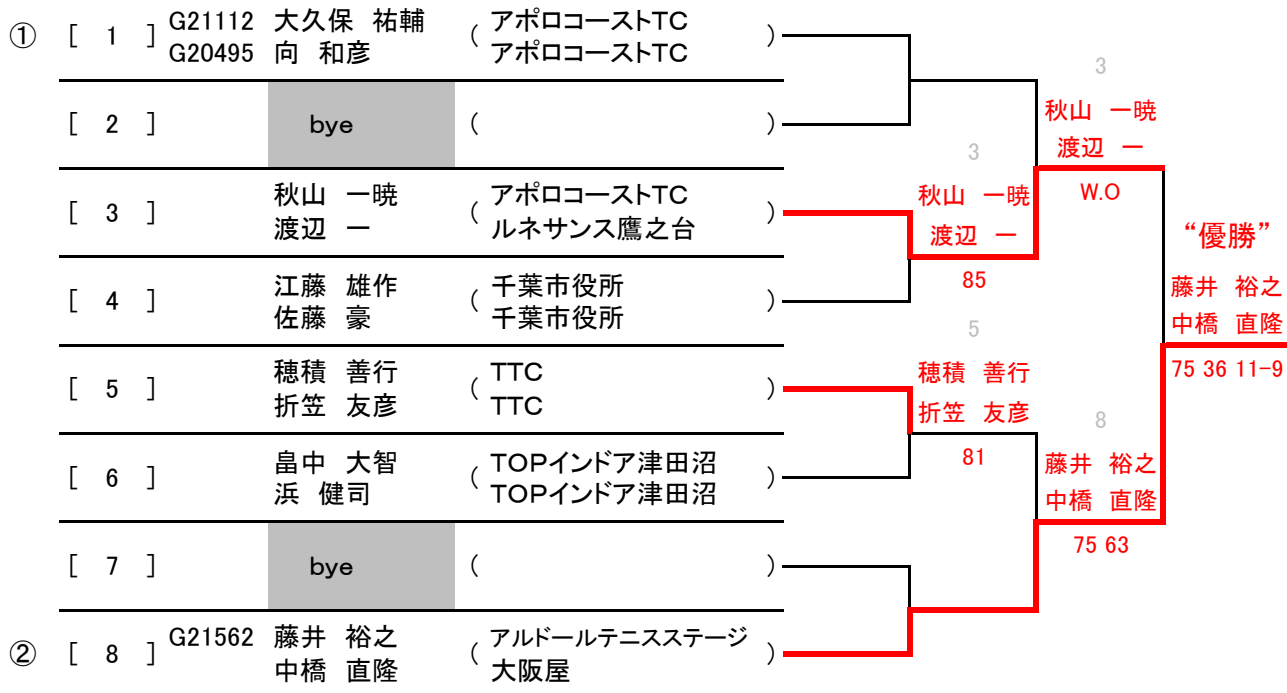 ① [ 1 ] G21112 大久保 祐輔 ( アポロコーストTC )
G20495 向 和彦 アポロコーストTC
[ 2 ] bye ( )
[ 3 ] 秋山 一暁 ( アポロコーストTC )
渡辺 一 ルネサンス鷹之台
[ 4 ] 江藤 雄作 ( 千葉市役所 )
佐藤 豪 千葉市役所
[ 5 ] 穂積 善行 ( TTC )
折笠 友彦 TTC
[ 6 ] 畠中 大智 ( TOPインドア津田沼 )
浜 健司 TOPインドア津田沼
[ 7 ] bye ( )
② [ 8 ] G21562 藤井 裕之 ( アルドールテニスステージ )
中橋 直隆 大阪屋
3
秋山 一暁
渡辺 一
85
5
穂積 善行
折笠 友彦
81
3
秋山 一暁
渡辺 一
W.O
8
藤井 裕之
中橋 直隆
75 63
“優勝”
藤井 裕之
中橋 直隆
75 36 11-9